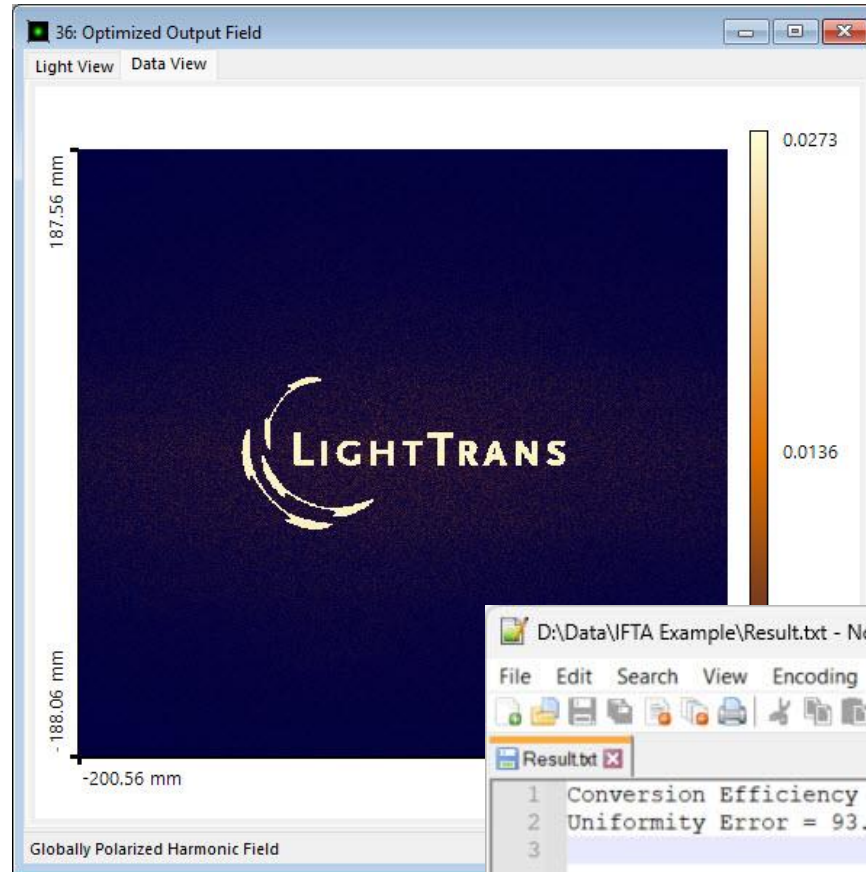 36: Optimized Output Field
Light View Data View
187.56 mm
-188.06 mm
-200.56 mm
0.0273
0.0136
LIGHTTRANS
Globally Polarized Harmonic Field
D:\Data\IFTA Example\Result.txt - No
File Edit Search View Encoding
Result.txt
1 Conversion Efficiency
2 Uniformity Error = 93.
3